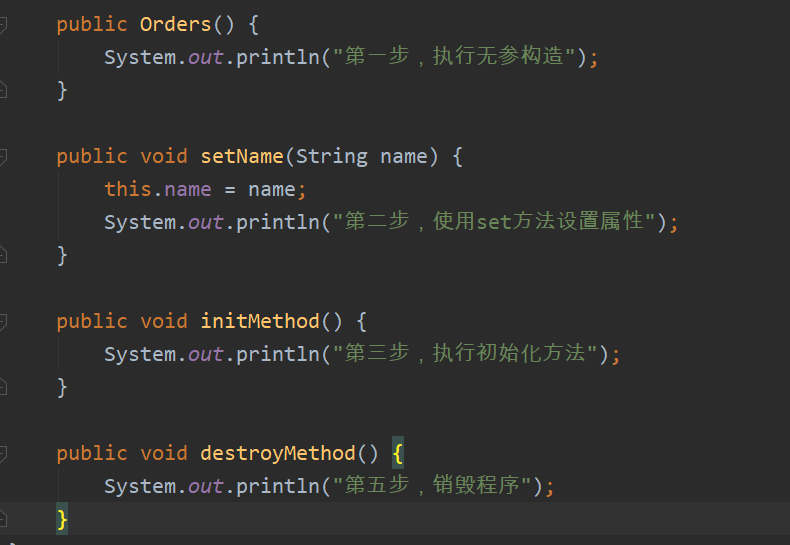 public Orders() {
System.out.println("第一步，执行无参构造");
}
public void setName(String name) {
this.name = name;
System.out.println("第二步，使用set方法设置属性");
}
public void initMethod() {
System.out.println("第三步，执行初始化方法");
}
public void destroyMethod() {
System.out.println("第五步，销毁程序");
}